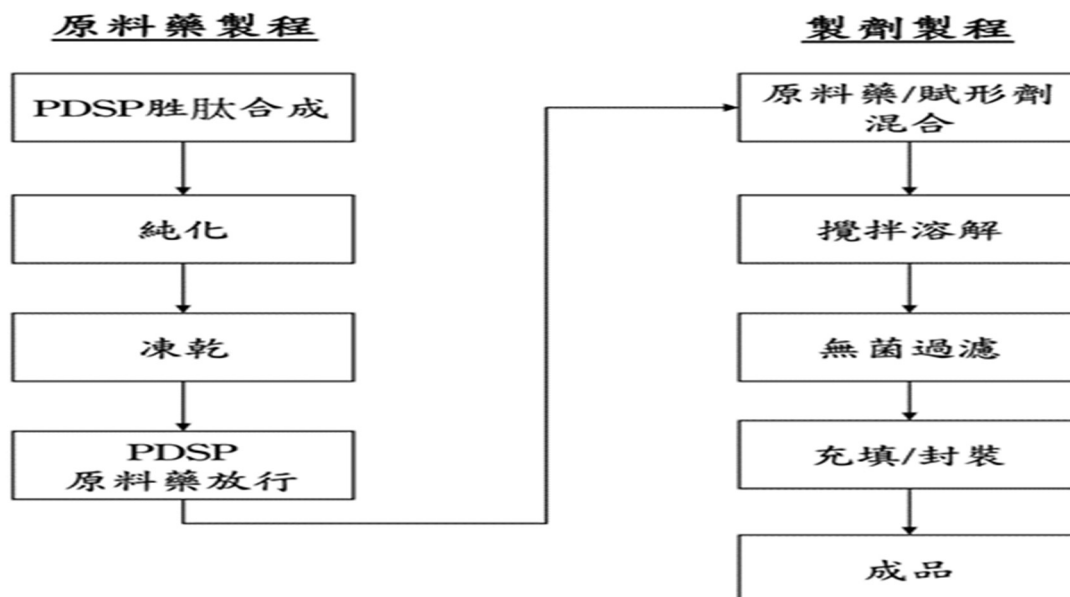 原料藥製程
PDSP胜肽合成
純化
凍乾
PDSP
原料藥放行
製劑製程
原料藥/賦形劑
混合
攪拌溶解
無菌過濾
充填/封裝
成品